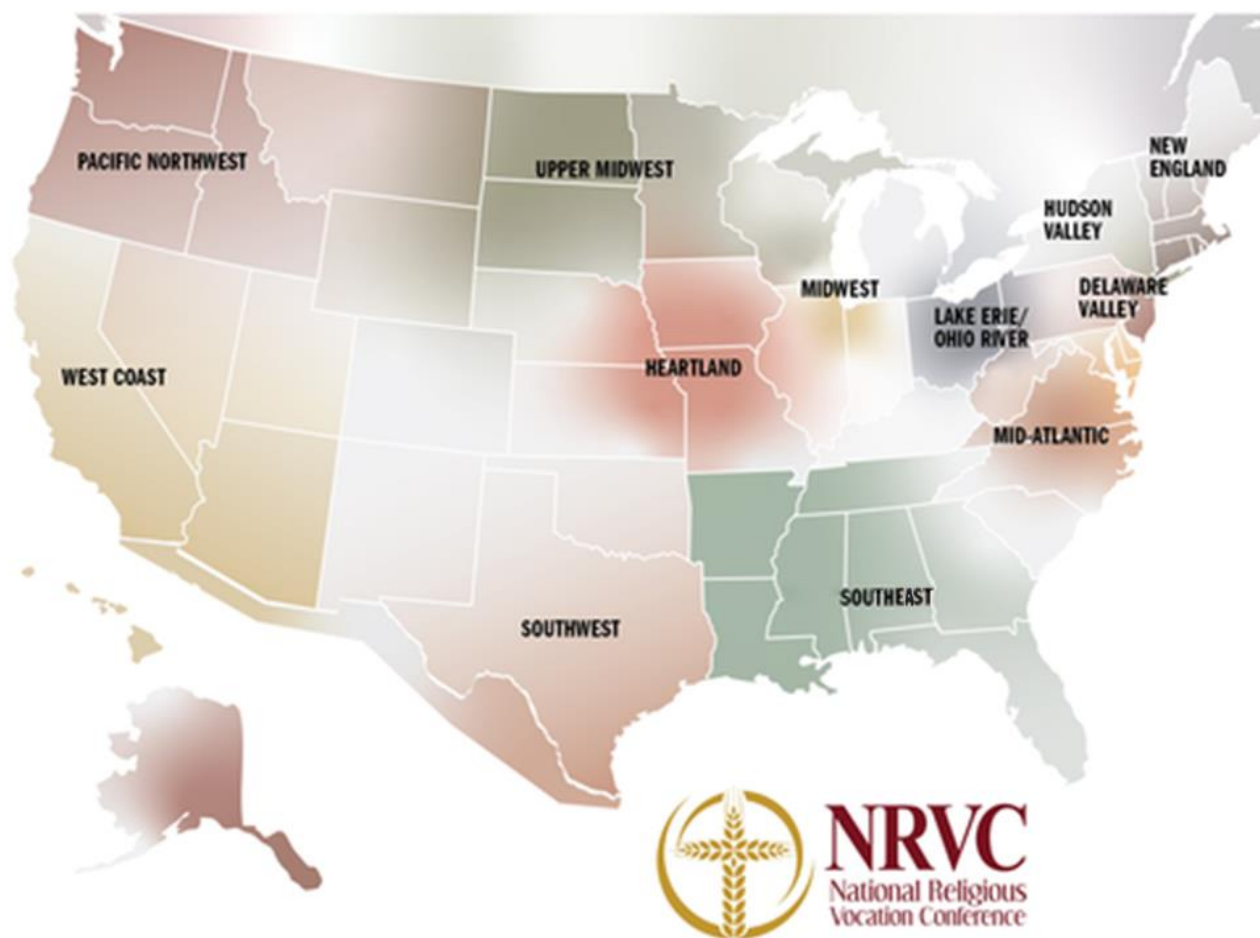 NEW
ENGLAND
PACIFIC NORTHWEST
UPPER MIDWEST
HUDSON
VALLEY
MIDWEST
DELAWARE
VALLEY
LAKE ERIE/
OHIO RIVER
HEARTLAND
WEST COAST
MID-ATLANTIC
SOUTHEAST
SOUTHWEST
NRVC
National Religious
Vocation Conference